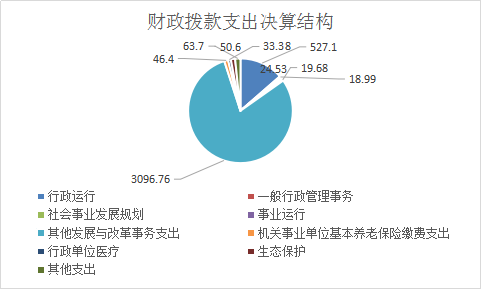 财政拨款支出决算结构
63.7
50.6
33.38
527.1
46.4
24.53
19.68
18.99
3096.76
行政运行
一般行政管理事务
社会事业发展规划
事业运行
其他发展与改革事务支出
机关事业单位基本养老保险缴费支出
行政单位医疗
生态保护
其他支出